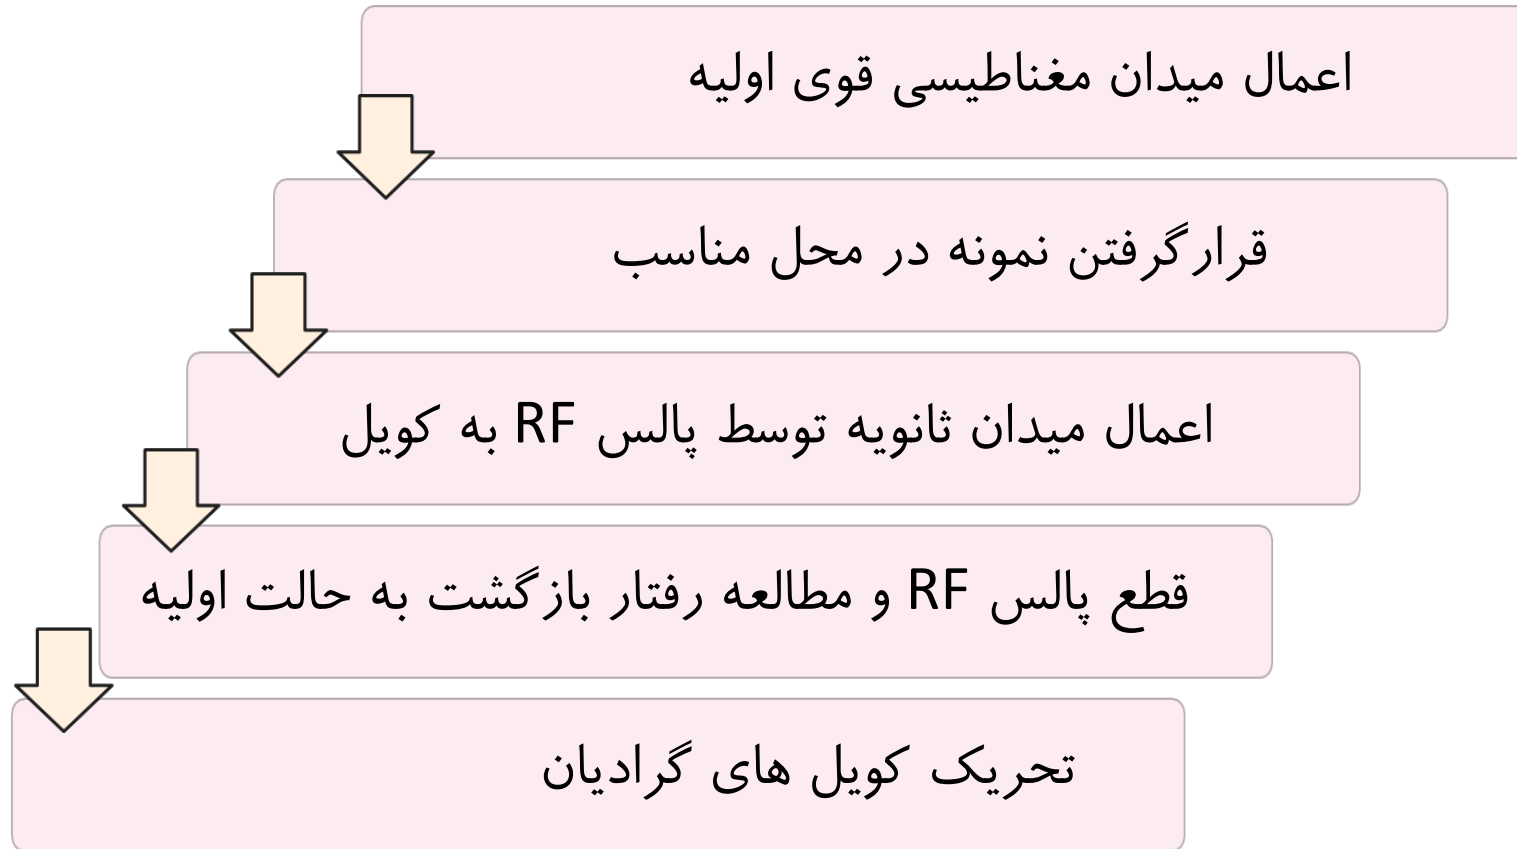 اعمال میدان مغناطیسی قوی اولیه
قرارگرفتن نمونه در محل مناسب
اعمال میدان ثانویه توسط پالس RF به کویل
قطع پالس RF و مطالعه رفتار بازگشت به حالت اولیه
تحریک کویل های گرادیان